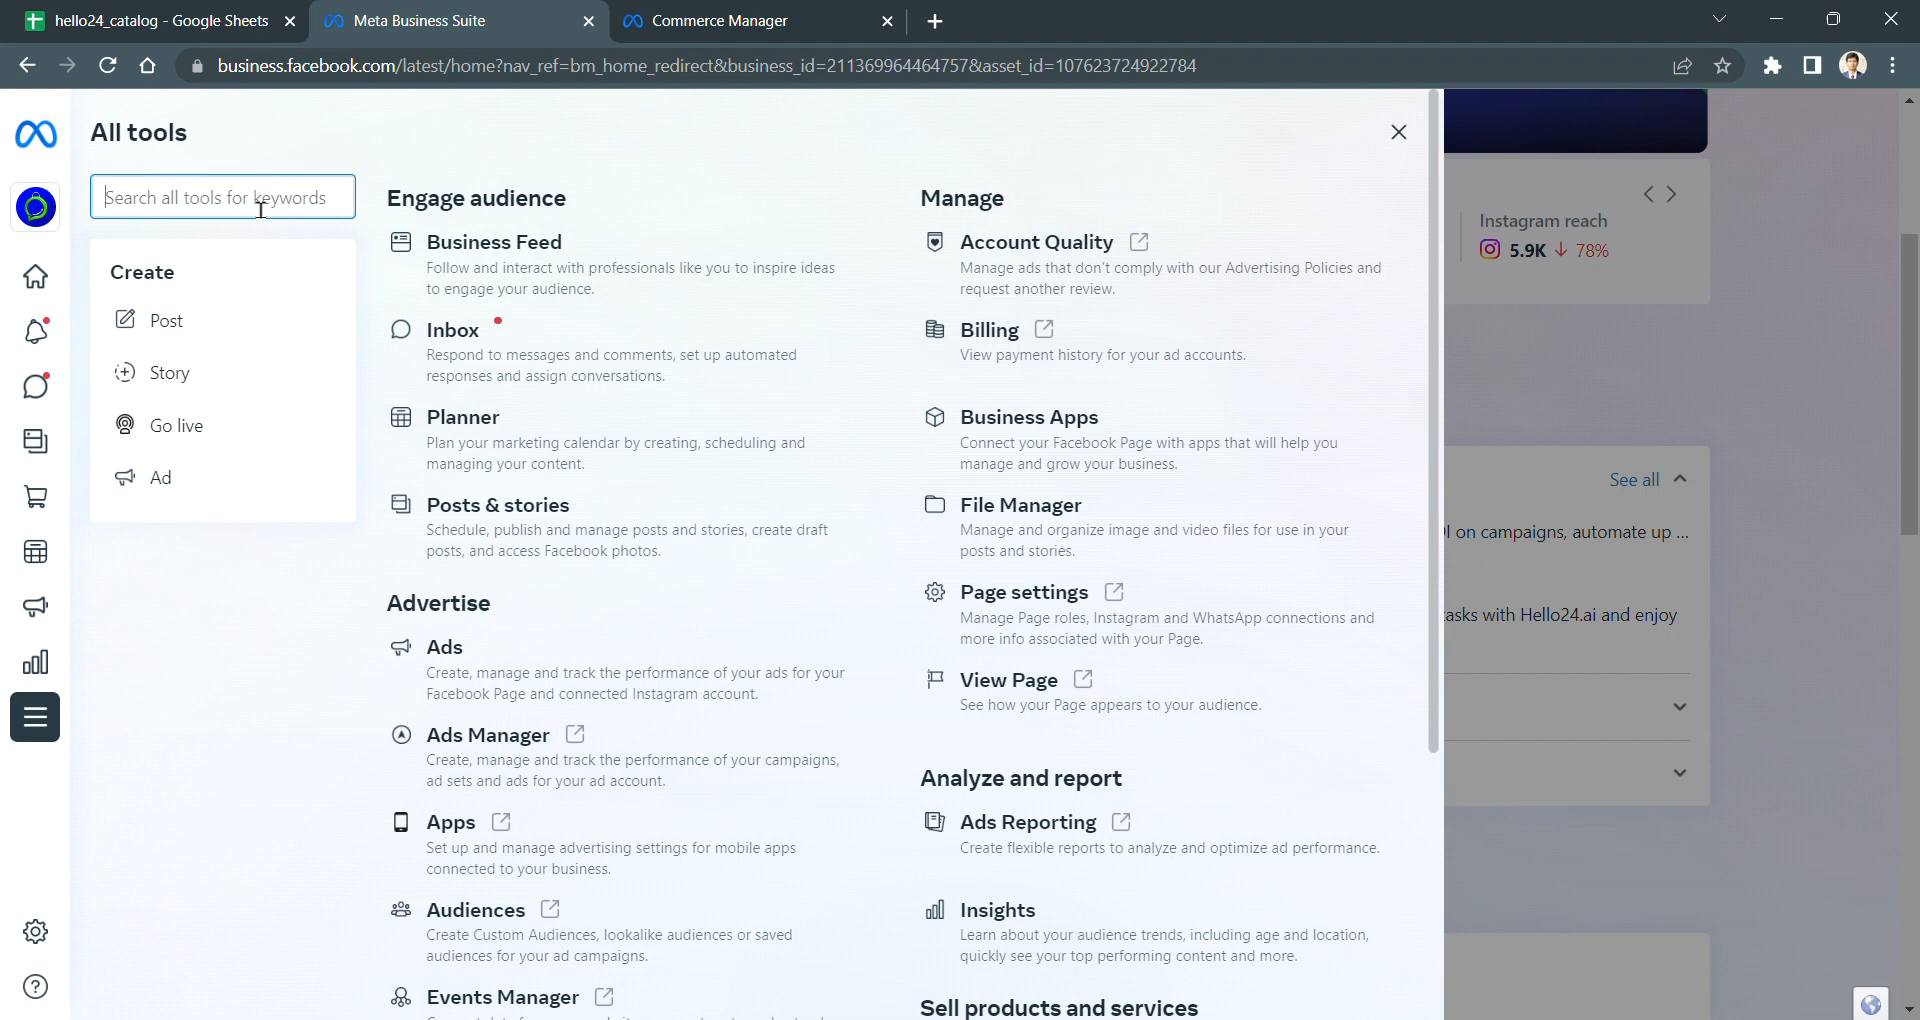 hello24_catalog - Google Sheets
Meta Business Suite
Commerce Manager
business.facebook.com/latest/home?nav_ref=bm_home_redirect&business_id=211369964464757&asset_id=107623724922784
All tools
Search all tools for keywords
Create
Post
Story
Go live
Ad
Engage audience
Business Feed
Follow and interact with professionals like you to inspire ideas
to engage your audience.
Inbox
Respond to messages and comments, set up automated
responses and assign conversations.
Planner
Plan your marketing calendar by creating, scheduling and
managing your content.
Posts & stories
Schedule, publish and manage posts and stories, create draft
posts, and access Facebook photos.
Advertise
Ads
Create, manage and track the performance of your ads for your
Facebook Page and connected Instagram account.
Ads Manager
Create, manage and track the performance of your campaigns,
ad sets and ads for your ad account.
Apps
Set up and manage advertising settings for mobile apps
connected to your business.
Audiences
Create Custom Audiences, lookalike audiences or saved
audiences for your ad campaigns.
Events Manager
Manage
Account Quality
Manage ads that don't comply with our Advertising Policies and
request another review.
Billing
View payment history for your ad accounts.
Business Apps
Connect your Facebook Page with apps that will help you
manage and grow your business.
File Manager
Manage and organize image and video files for use in your
posts and stories.
Page settings
Manage Page roles, Instagram and WhatsApp connections and
more info associated with your Page.
View Page
See how your Page appears to your audience.
Analyze and report
Ads Reporting
Create flexible reports to analyze and optimize ad performance.
Insights
Learn about your audience trends, including age and location,
quickly see your top performing content and more.
Sell products and services
Instagram reach
5.9K ↓ 78%
See all
on campaigns, automate up ...
with Hello24.ai and enjoy